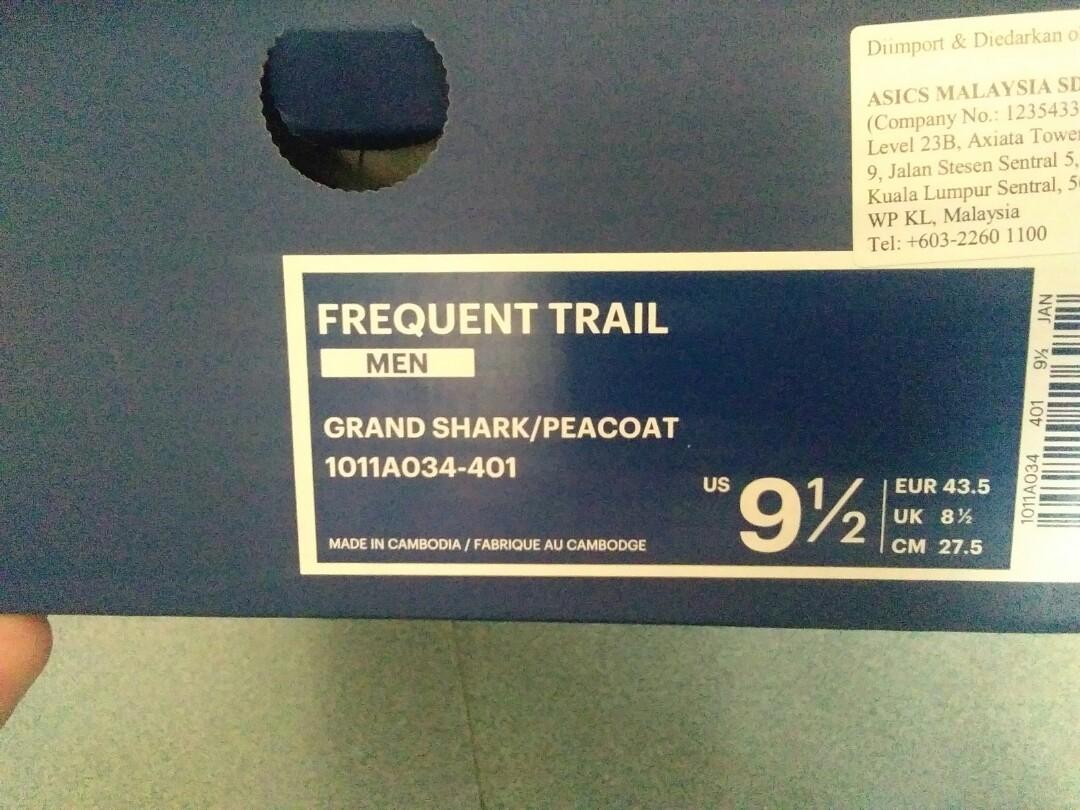 Diimport & Diedarkan
ASICS MALAYSIA
(Company No.: 1235433
Level 23B, Axiata Tower
9, Jalan Stesen Sentral 5,
Kuala Lumpur Sentral,
WP KL, Malaysia
Tel: +603-2260 1100
FREQUENT TRAIL
MEN
GRAND SHARK/PEACOAT
1011A034-401
US 9½
EUR 43.5
UK 8½
CM 27.5
MADE IN CAMBODIA / FABRIQUE AU CAMBODGE
1011A034 401 9½ JAN